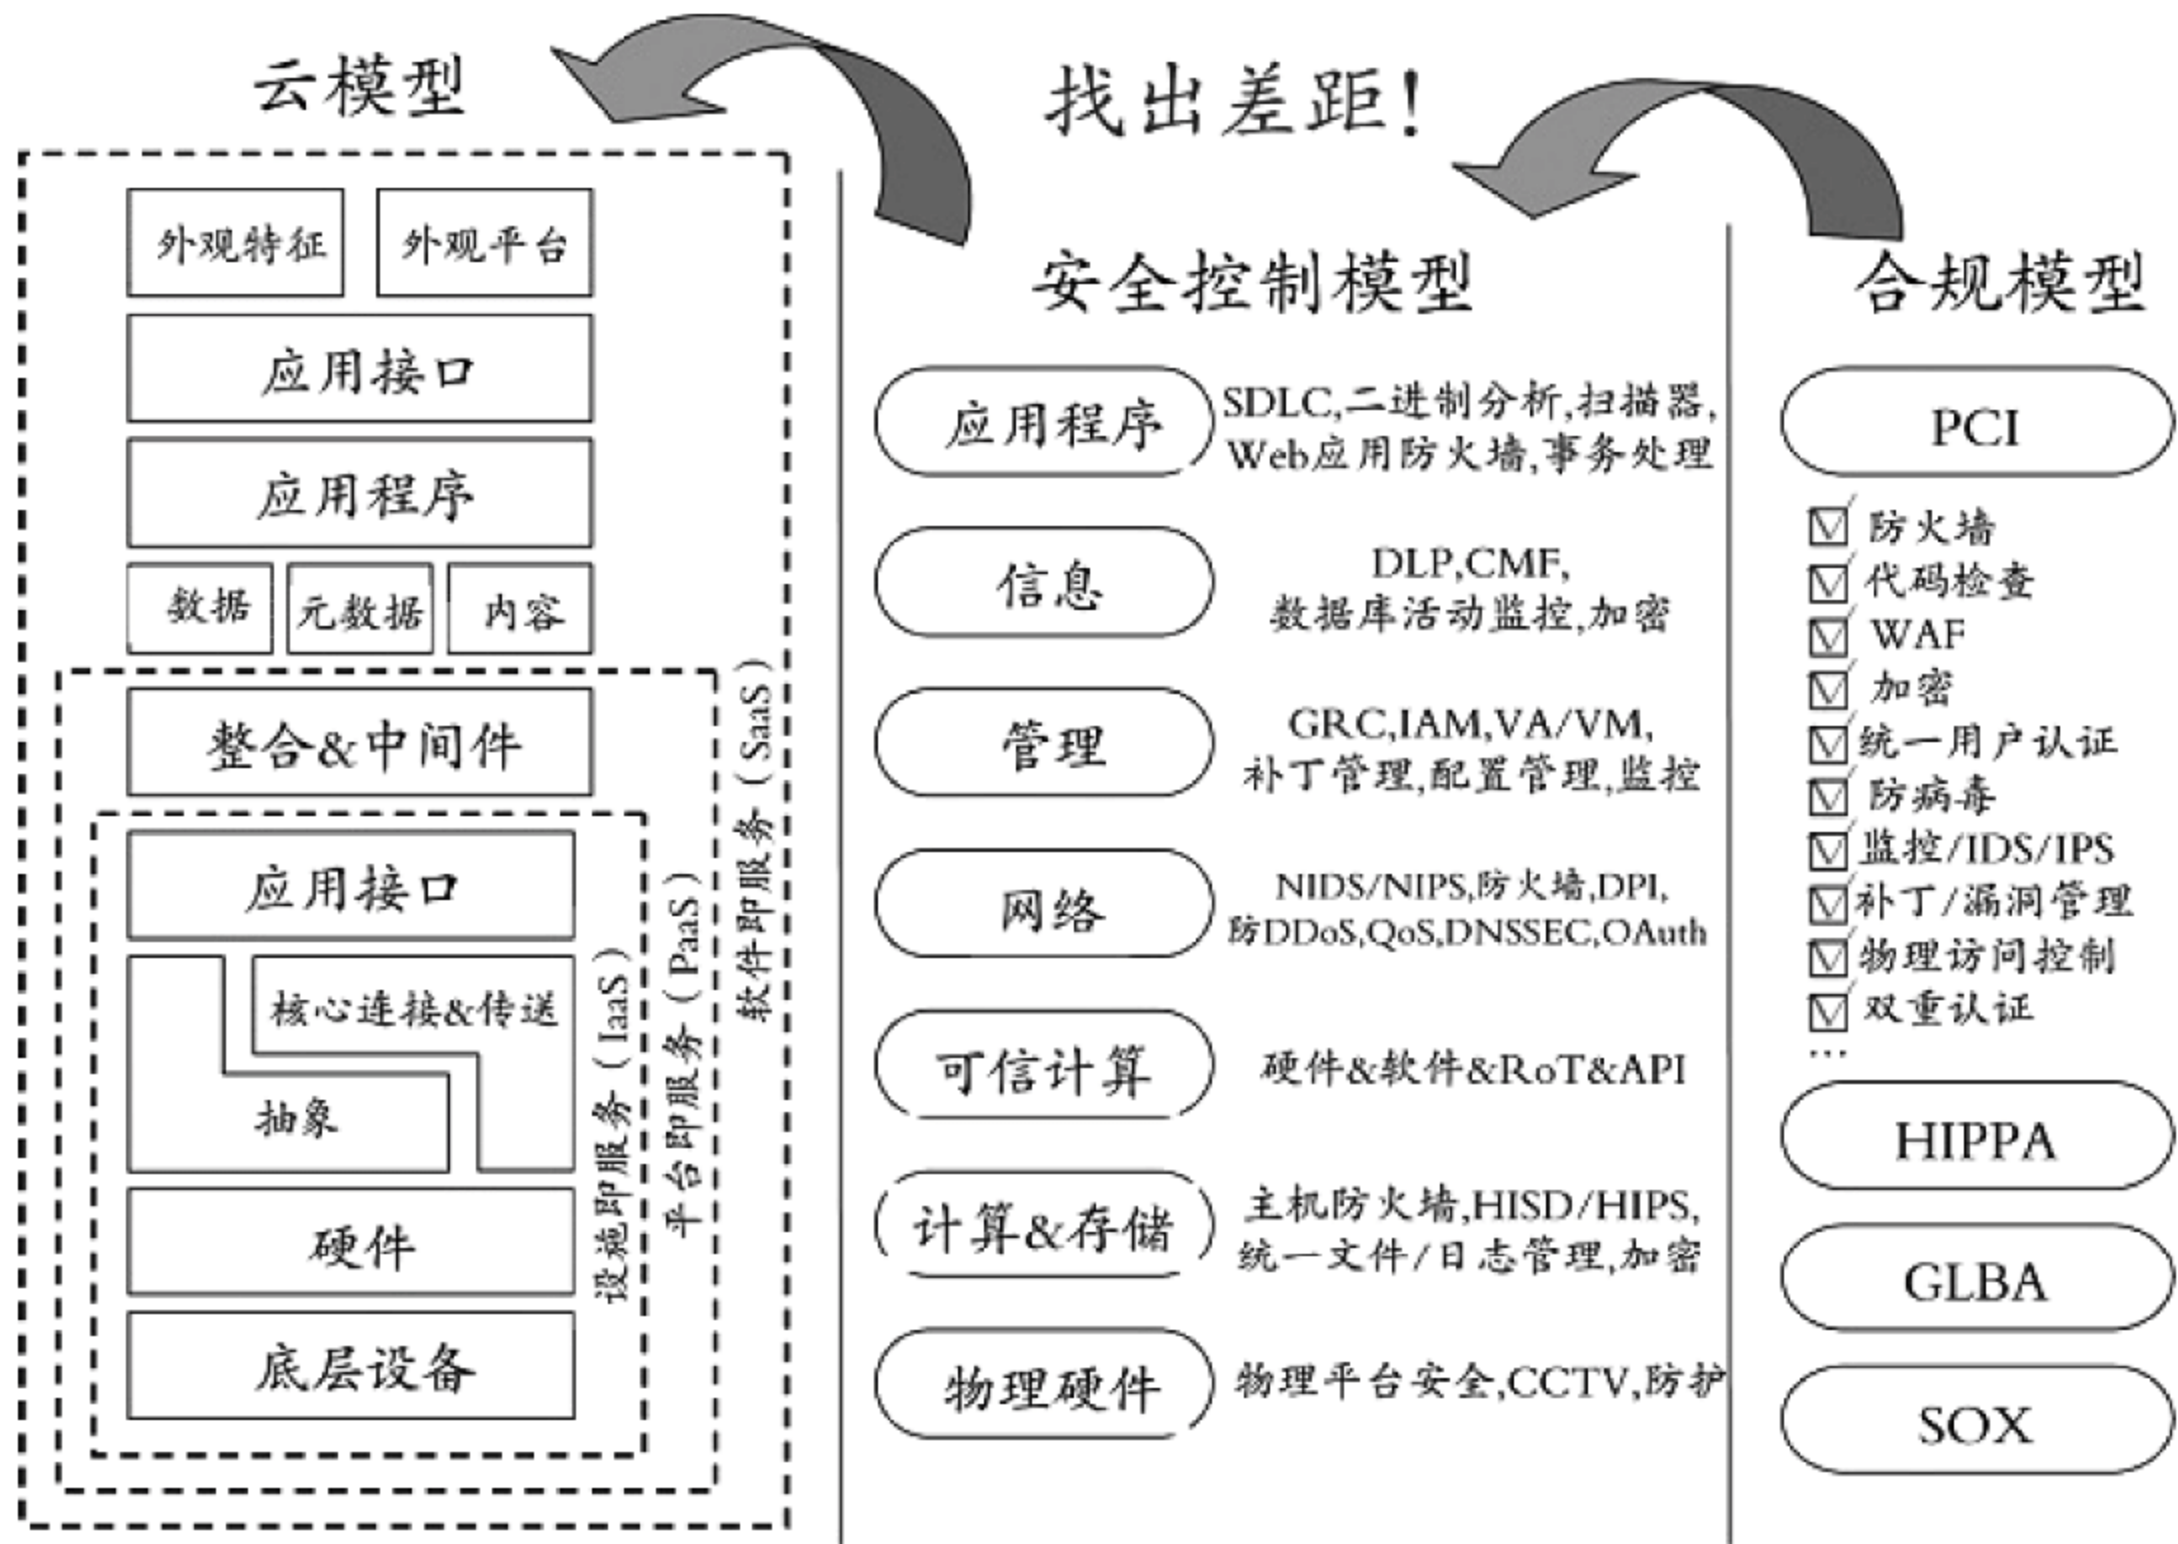 云模型
找出差距!
外观特征
外观平台
应用接口
应用程序
数据
元数据
内容
整合&中间件
应用接口
核心连接&传送
抽象
硬件
底层设备
设施即服务(IaaS)
平台即服务(PaaS)
软件即服务(SaaS)
安全控制模型
应用程序
SDLC,二进制分析,扫描器,
Web应用防火墙,事务处理
信息
DLP,CMF,
数据库活动监控,加密
管理
GRC,IAM,VA/VM,
补丁管理,配置管理,监控
网络
NIDS/NIPS,防火墙,DPI,
防DDoS,QoS,DNSSEC,OAuth
可信计算
硬件&软件&RoT&API
计算&存储
主机防火墙,HISD/HIPS,
统一文件/日志管理,加密
物理硬件
物理平台安全,CCTV,防护
合规模型
PCI
防火墙
代码检查
WAF
加密
统一用户认证
防病毒
监控/IDS/IPS
补丁/漏洞管理
物理访问控制
双重认证
...
HIPPA
GLBA
SOX